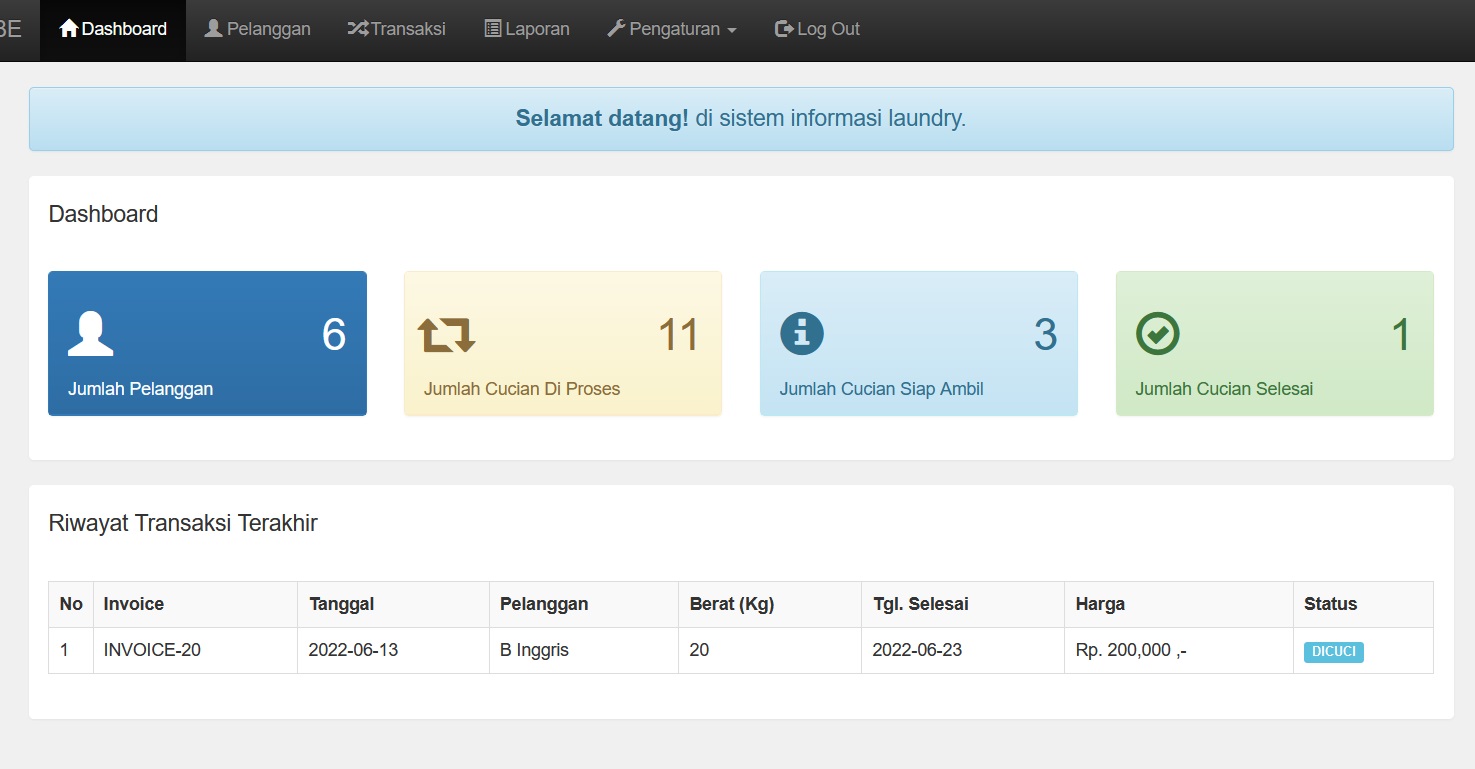 BE Dashboard Pelanggan Transaksi Laporan Pengaturan Log Out
Selamat datang! di sistem informasi laundry.
Dashboard
6
Jumlah Pelanggan
11
Jumlah Cucian Di Proses
3
Jumlah Cucian Siap Ambil
1
Jumlah Cucian Selesai
Riwayat Transaksi Terakhir
No Invoice Tanggal Pelanggan Berat (Kg) Tgl. Selesai Harga Status
1 INVOICE-20 2022-06-13 B Inggris 20 2022-06-23 Rp. 200,000 ,- DICUCI